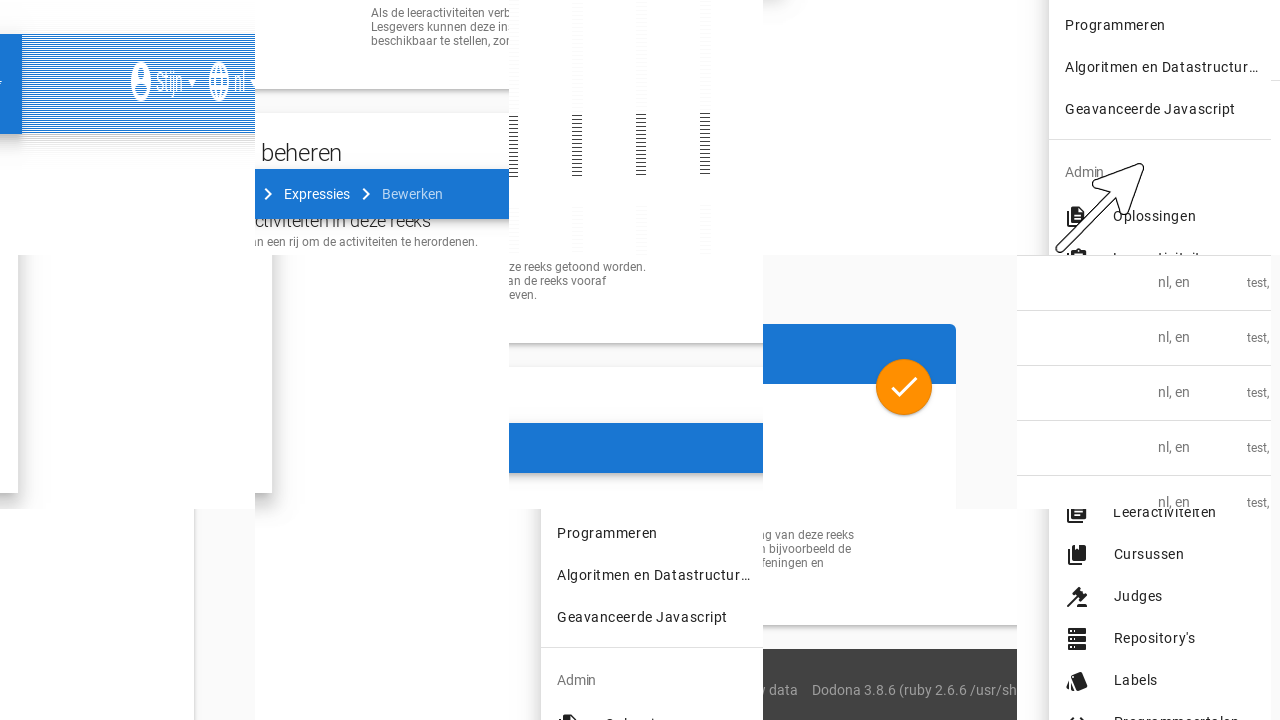 Als de leeractiviteiten verb
Lesgevers kunnen deze in
beschikbaar te stellen, zor
Stijn
nl
beheren
Expressies
Bewerken
ctiviteiten in deze reeks
an een rij om de activiteiten te herordenen.
Programmeren
Algoritmen en Datastructur...
Geavanceerde Javascript
Admin
Oplossingen
ze reeks getoond worden.
an de reeks vooraf
even.
nl, en
test,
nl, en
test,
nl, en
test,
nl, en
test,
nl, en
test,
Programmeren
Algoritmen en Datastructur...
Geavanceerde Javascript
Admin
ng van deze reeks
n bijvoorbeeld de
feningen en
data
Dodona 3.8.6 (ruby 2.6.6 /usr/sh
Leeractiviteiten
Cursussen
Judges
Repository's
Labels